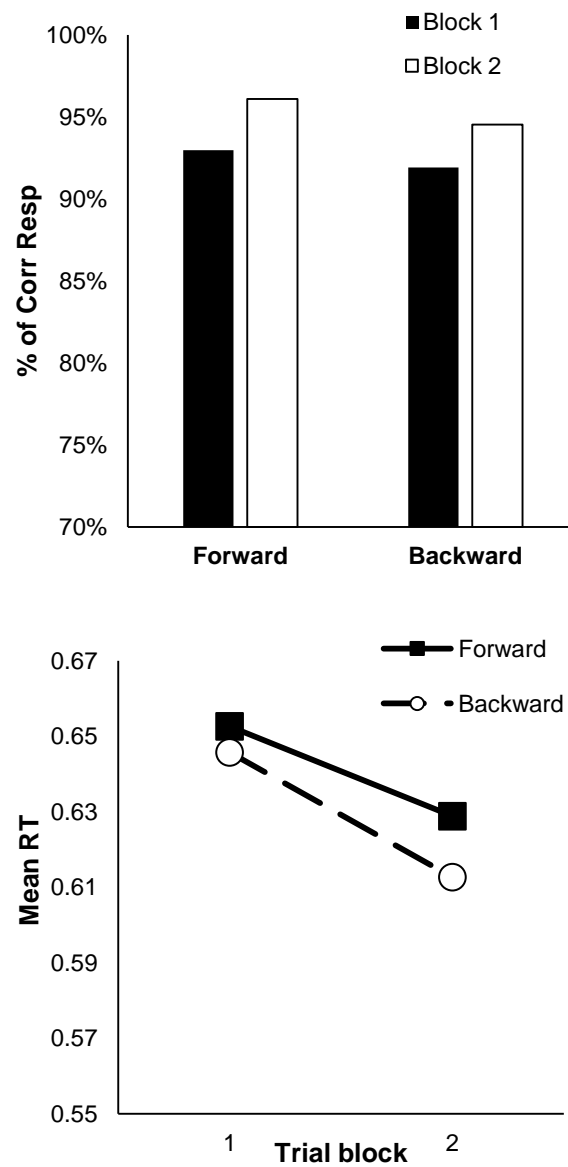 100%
Block 1
Block 2
95%
90%
85%
80%
75%
70%
% of Corr Resp
Forward Backward
Forward
Backward
0.67
0.65
0.63
0.61
0.59
0.57
0.55
Mean RT
1 2
Trial block